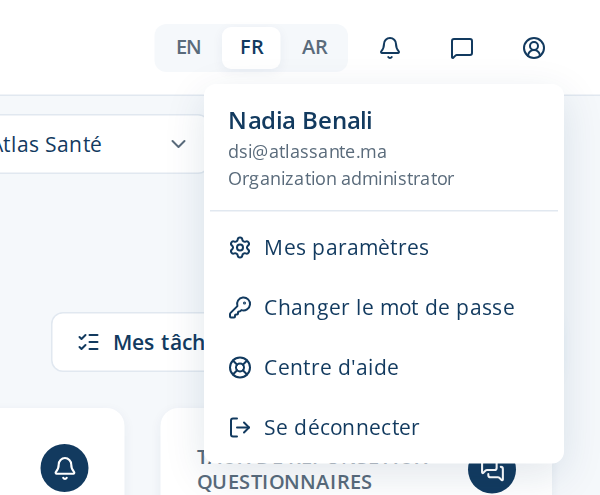 EN FR AR
Atlas Santé
Nadia Benali
dsi@atlassante.ma
Organization administrator
Mes paramètres
Changer le mot de passe
Mes tâch
Centre d'aide
Se déconnecter
QUESTIONNAIRES